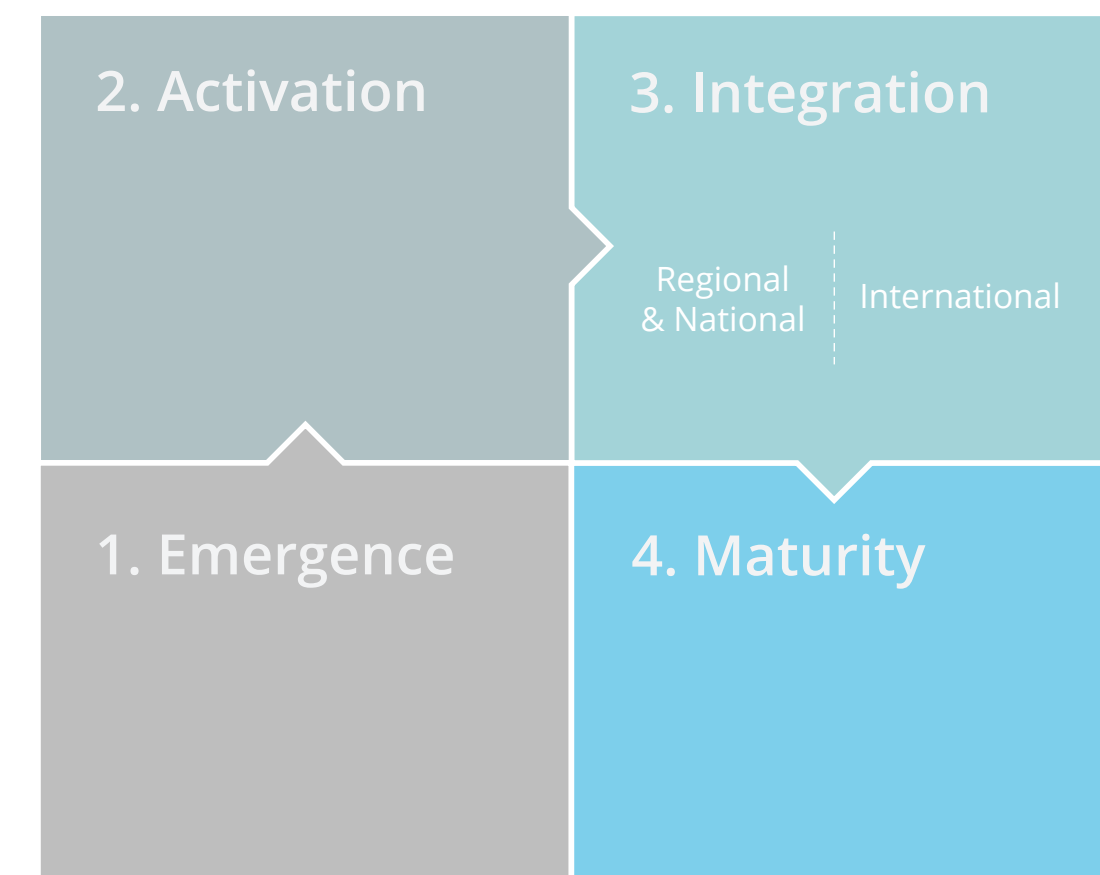 2. Activation
3. Integration
Regional
& National
International
1. Emergence
4. Maturity